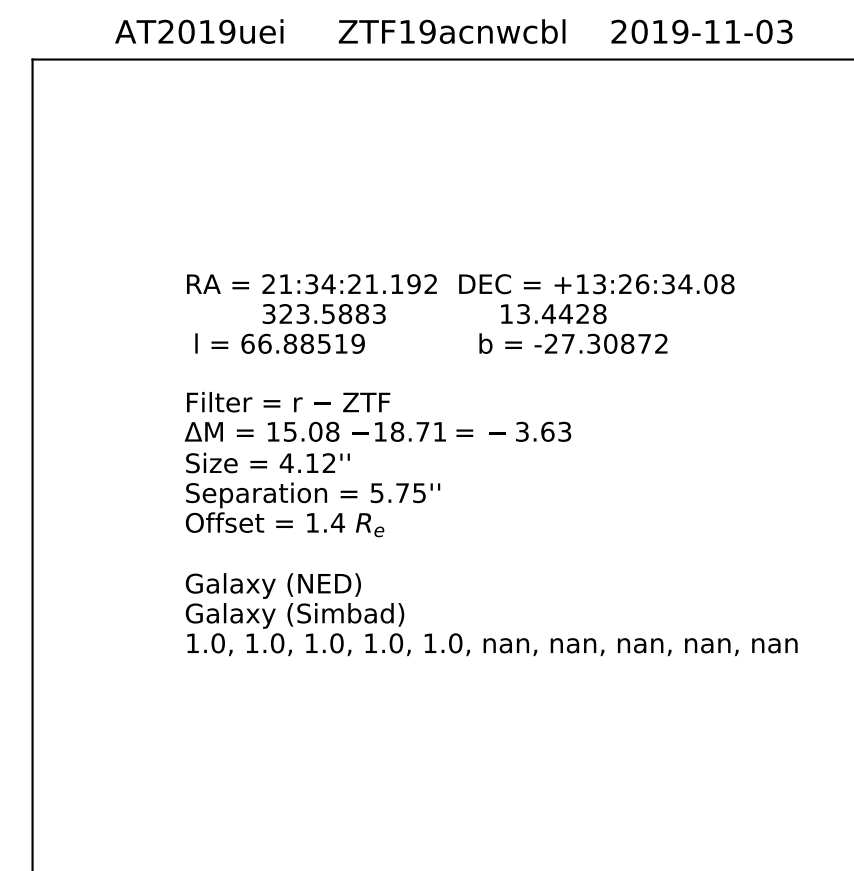 AT2019uei ZTF19acnwcbl 2019-11-03
RA = 21:34:21.192 DEC = +13:26:34.08
323.5883 13.4428
l = 66.88519 b = -27.30872
Filter = r − ZTF
ΔM = 15.08 −18.71 = − 3.63
Size = 4.12''
Separation = 5.75''
Offset = 1.4 Re
Galaxy (NED)
Galaxy (Simbad)
1.0, 1.0, 1.0, 1.0, 1.0, nan, nan, nan, nan, nan